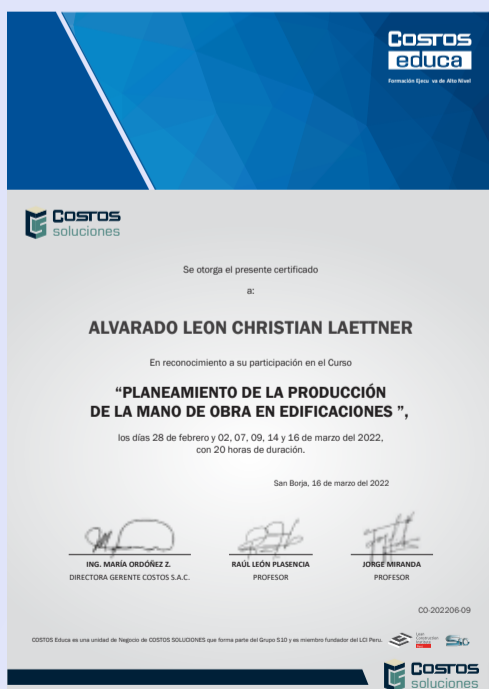 COSTOS
educa
Formación Ejecu va de Alto Nivel
COSTOS
soluciones
Se otorga el presente certificado
a:
ALVARADO LEON CHRISTIAN LAETTNER
En reconocimiento a su participación en el Curso
“PLANEAMIENTO DE LA PRODUCCIÓN
DE LA MANO DE OBRA EN EDIFICACIONES ”,
los días 28 de febrero y 02, 07, 09, 14 y 16 de marzo del 2022,
con 20 horas de duración.
San Borja, 16 de marzo del 2022
ING. MARÍA ORDÓÑEZ Z.
DIRECTORA GERENTE COSTOS S.A.C.
RAÚL LEÓN PLASENCIA
PROFESOR
JORGE MIRANDA
PROFESOR
CO-202206-09
COSTOS Educa es una unidad de Negocio de COSTOS SOLUCIONES que forma parte del Grupo S10 y es miembro fundador del LCI Peru.
Lean
Construction
Institute
S10
COSTOS
soluciones